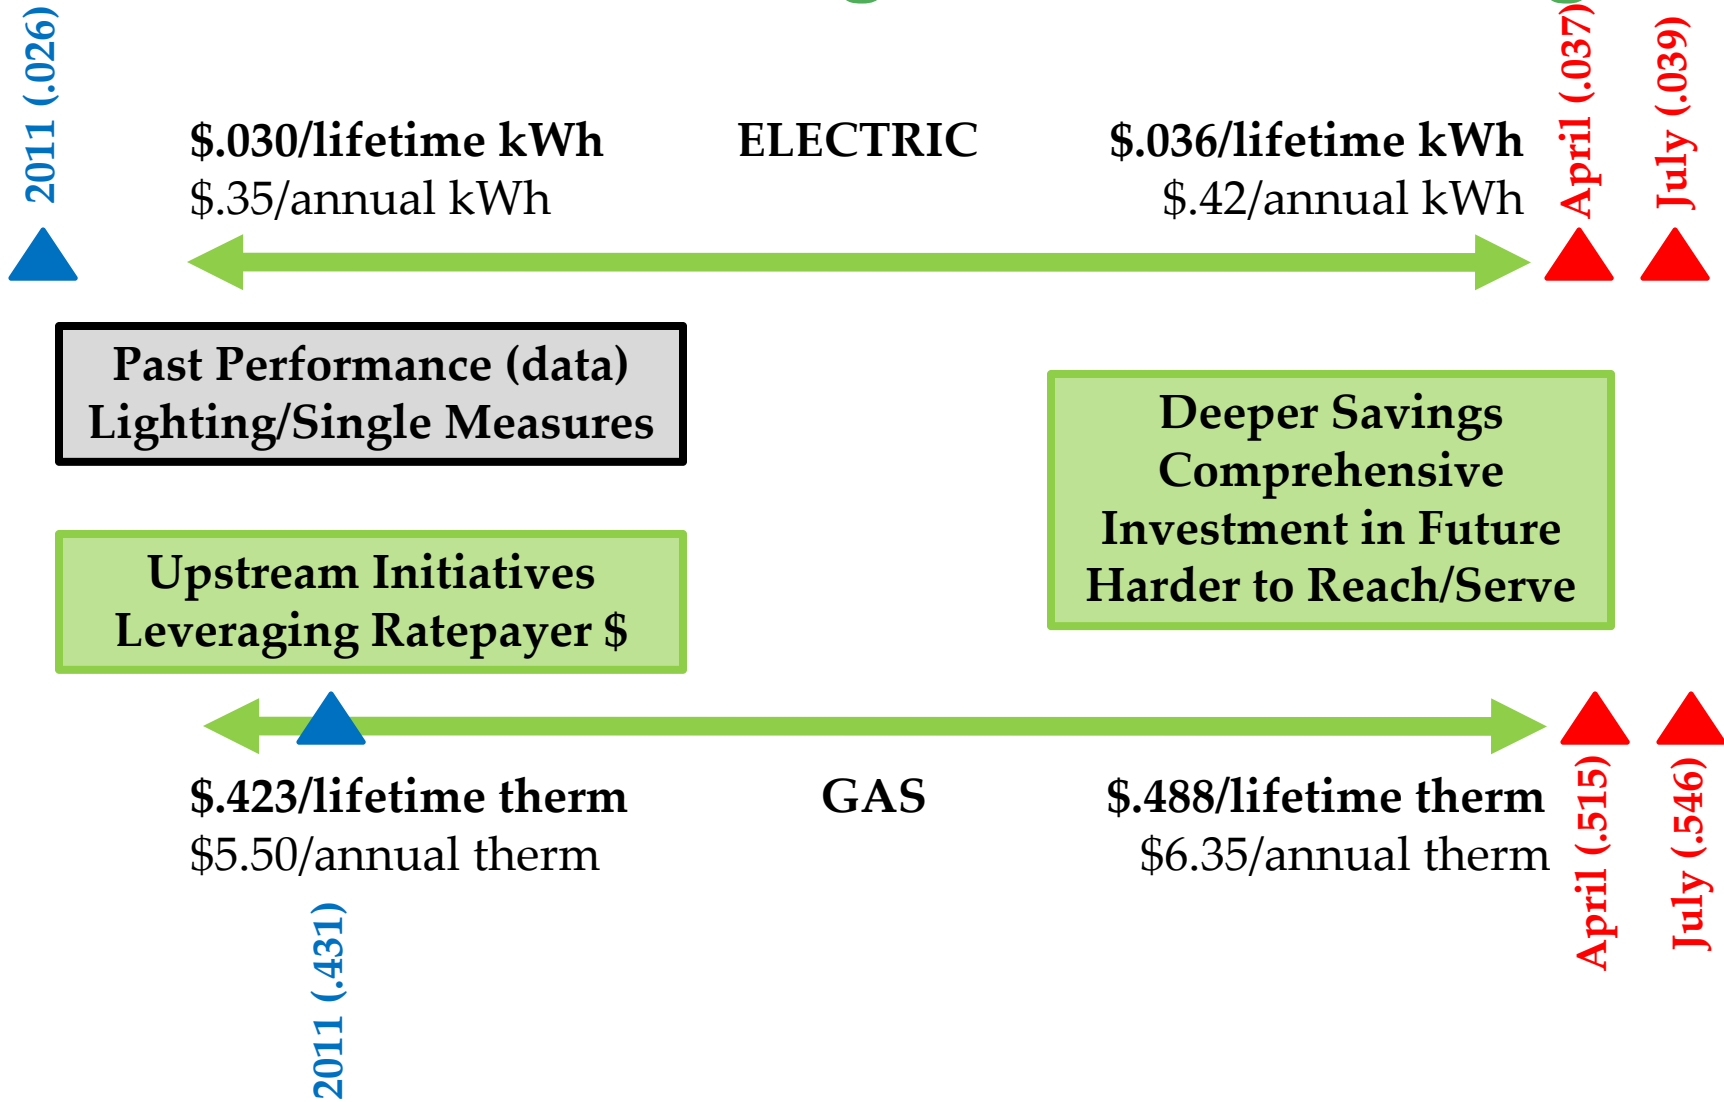 2011 (.026)
April (.037)
July (.039)
$.030/lifetime kWh
$.35/annual kWh
ELECTRIC
$.036/lifetime kWh
$.42/annual kWh
Past Performance (data)
Lighting/Single Measures
Upstream Initiatives
Leveraging Ratepayer $
Deeper Savings
Comprehensive
Investment in Future
Harder to Reach/Serve
$.423/lifetime therm
$5.50/annual therm
GAS
$.488/lifetime therm
$6.35/annual therm
April (.515)
July (.546)
2011 (.431)